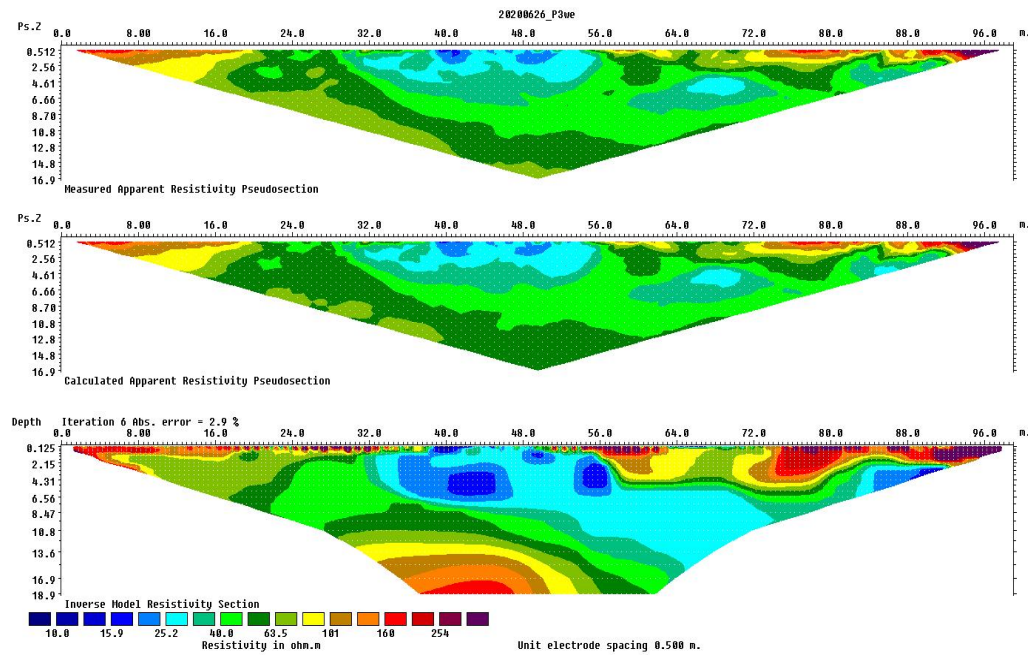 20200626_P3we
Ps.Z
0.0 8.00 16.0 24.0 32.0 40.0 48.0 56.0 64.0 72.0 80.0 88.0 96.0 m.
0.512
2.56
4.61
6.66
8.70
10.8
12.8
14.8
16.9
Measured Apparent Resistivity Pseudosection
Ps.Z
0.0 8.00 16.0 24.0 32.0 40.0 48.0 56.0 64.0 72.0 80.0 88.0 96.0 m.
0.512
2.56
4.61
6.66
8.70
10.8
12.8
14.8
16.9
Calculated Apparent Resistivity Pseudosection
Depth Iteration 6 Abs. error = 2.9 %
0.0 8.00 16.0 24.0 32.0 40.0 48.0 56.0 64.0 72.0 80.0 88.0 96.0 m.
0.125
2.15
4.31
6.56
8.47
10.8
13.6
16.9
18.9
Inverse Model Resistivity Section
10.0 15.9 25.2 40.0 63.5 101 160 254
Resistivity in ohm.m Unit electrode spacing 0.500 m.